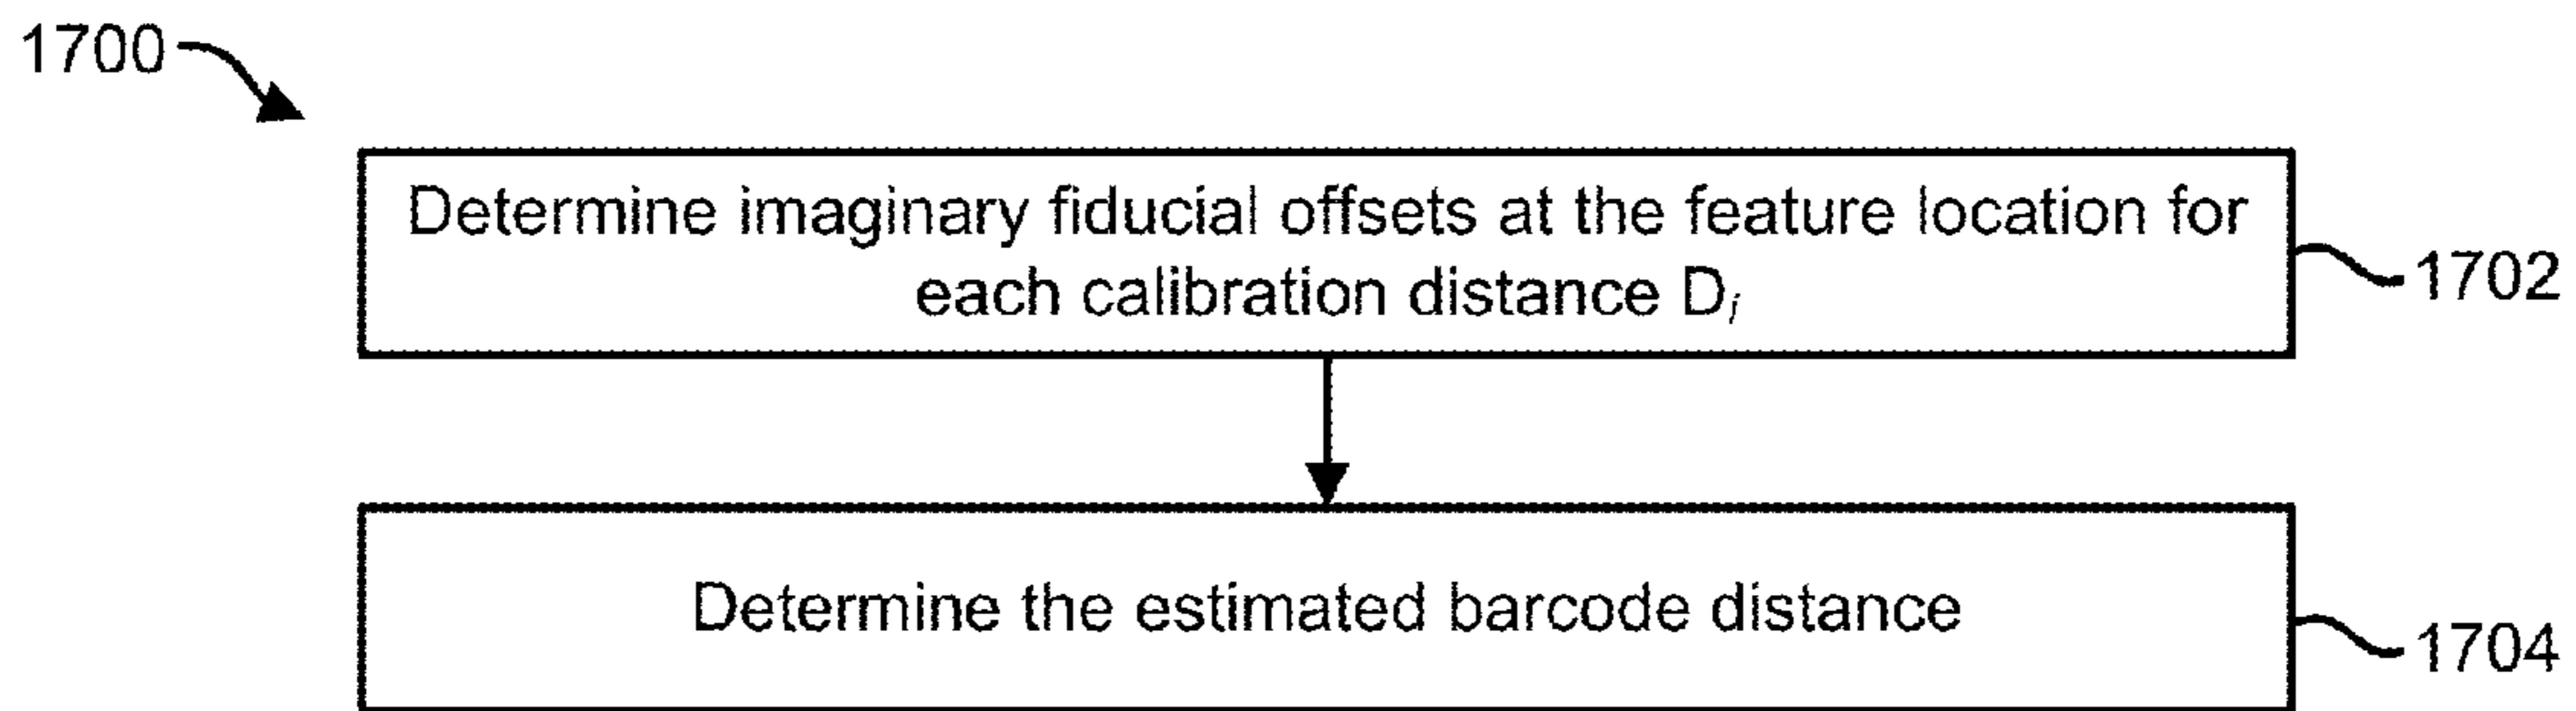 1700
Determine imaginary fiducial offsets at the feature location for
each calibration distance Dᵢ
1702
Determine the estimated barcode distance
1704